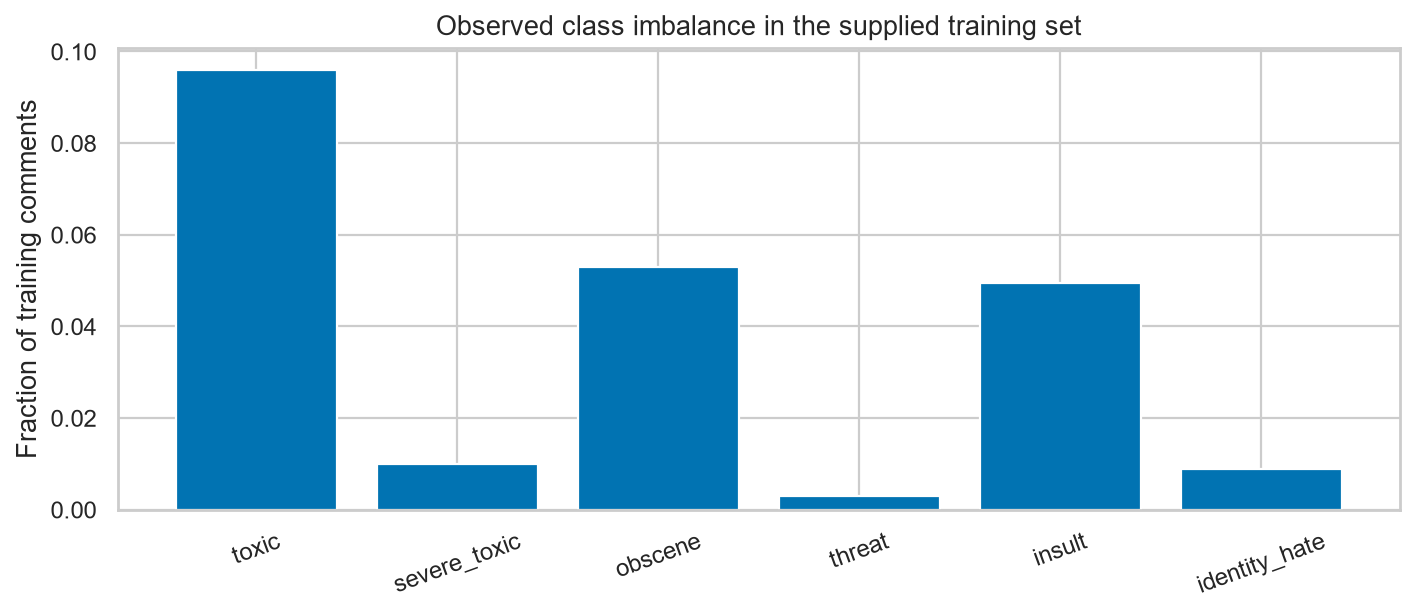 Observed class imbalance in the supplied training set
Fraction of training comments
0.10
0.08
0.06
0.04
0.02
0.00
toxic
severe_toxic
obscene
threat
insult
identity_hate